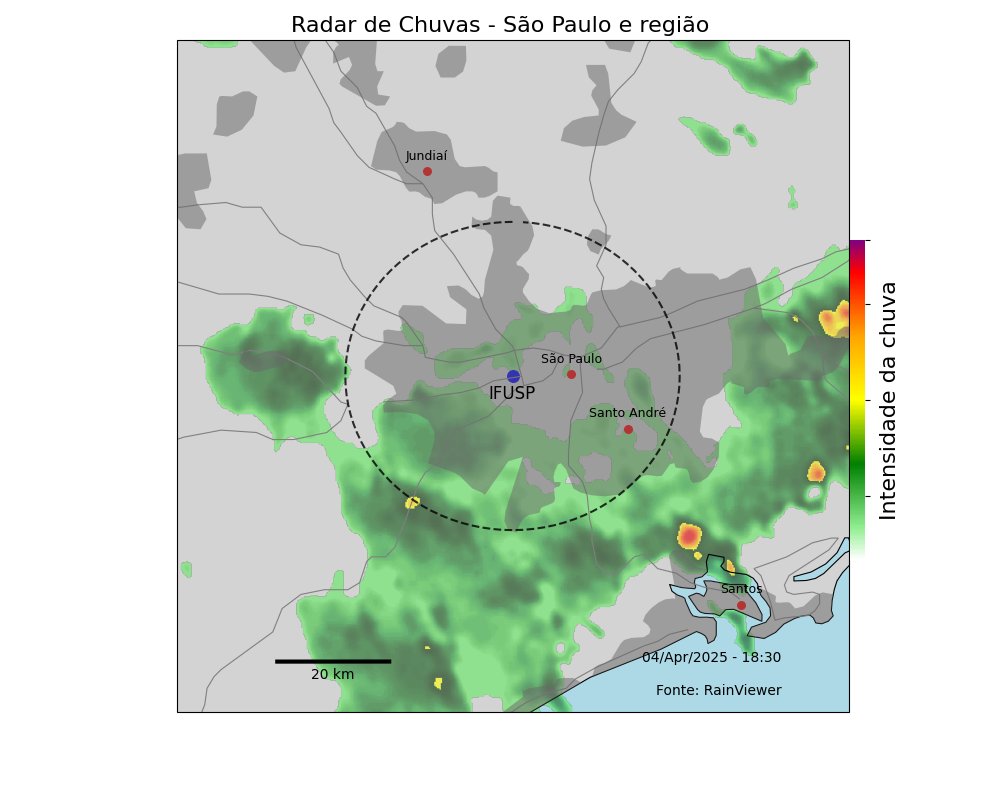 Radar de Chuvas - São Paulo e região
Jundiaí
São Paulo
IFUSP
Santo André
Intensidade da chuva
Santos
04/Apr/2025 - 18:30
20 km
Fonte: RainViewer